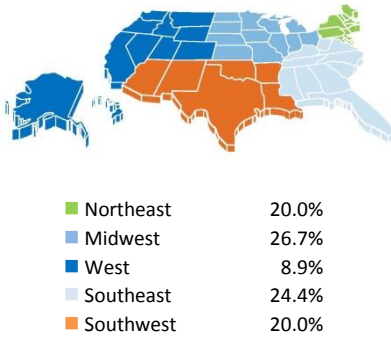 Northeast 20.0%
Midwest 26.7%
West 8.9%
Southeast 24.4%
Southwest 20.0%